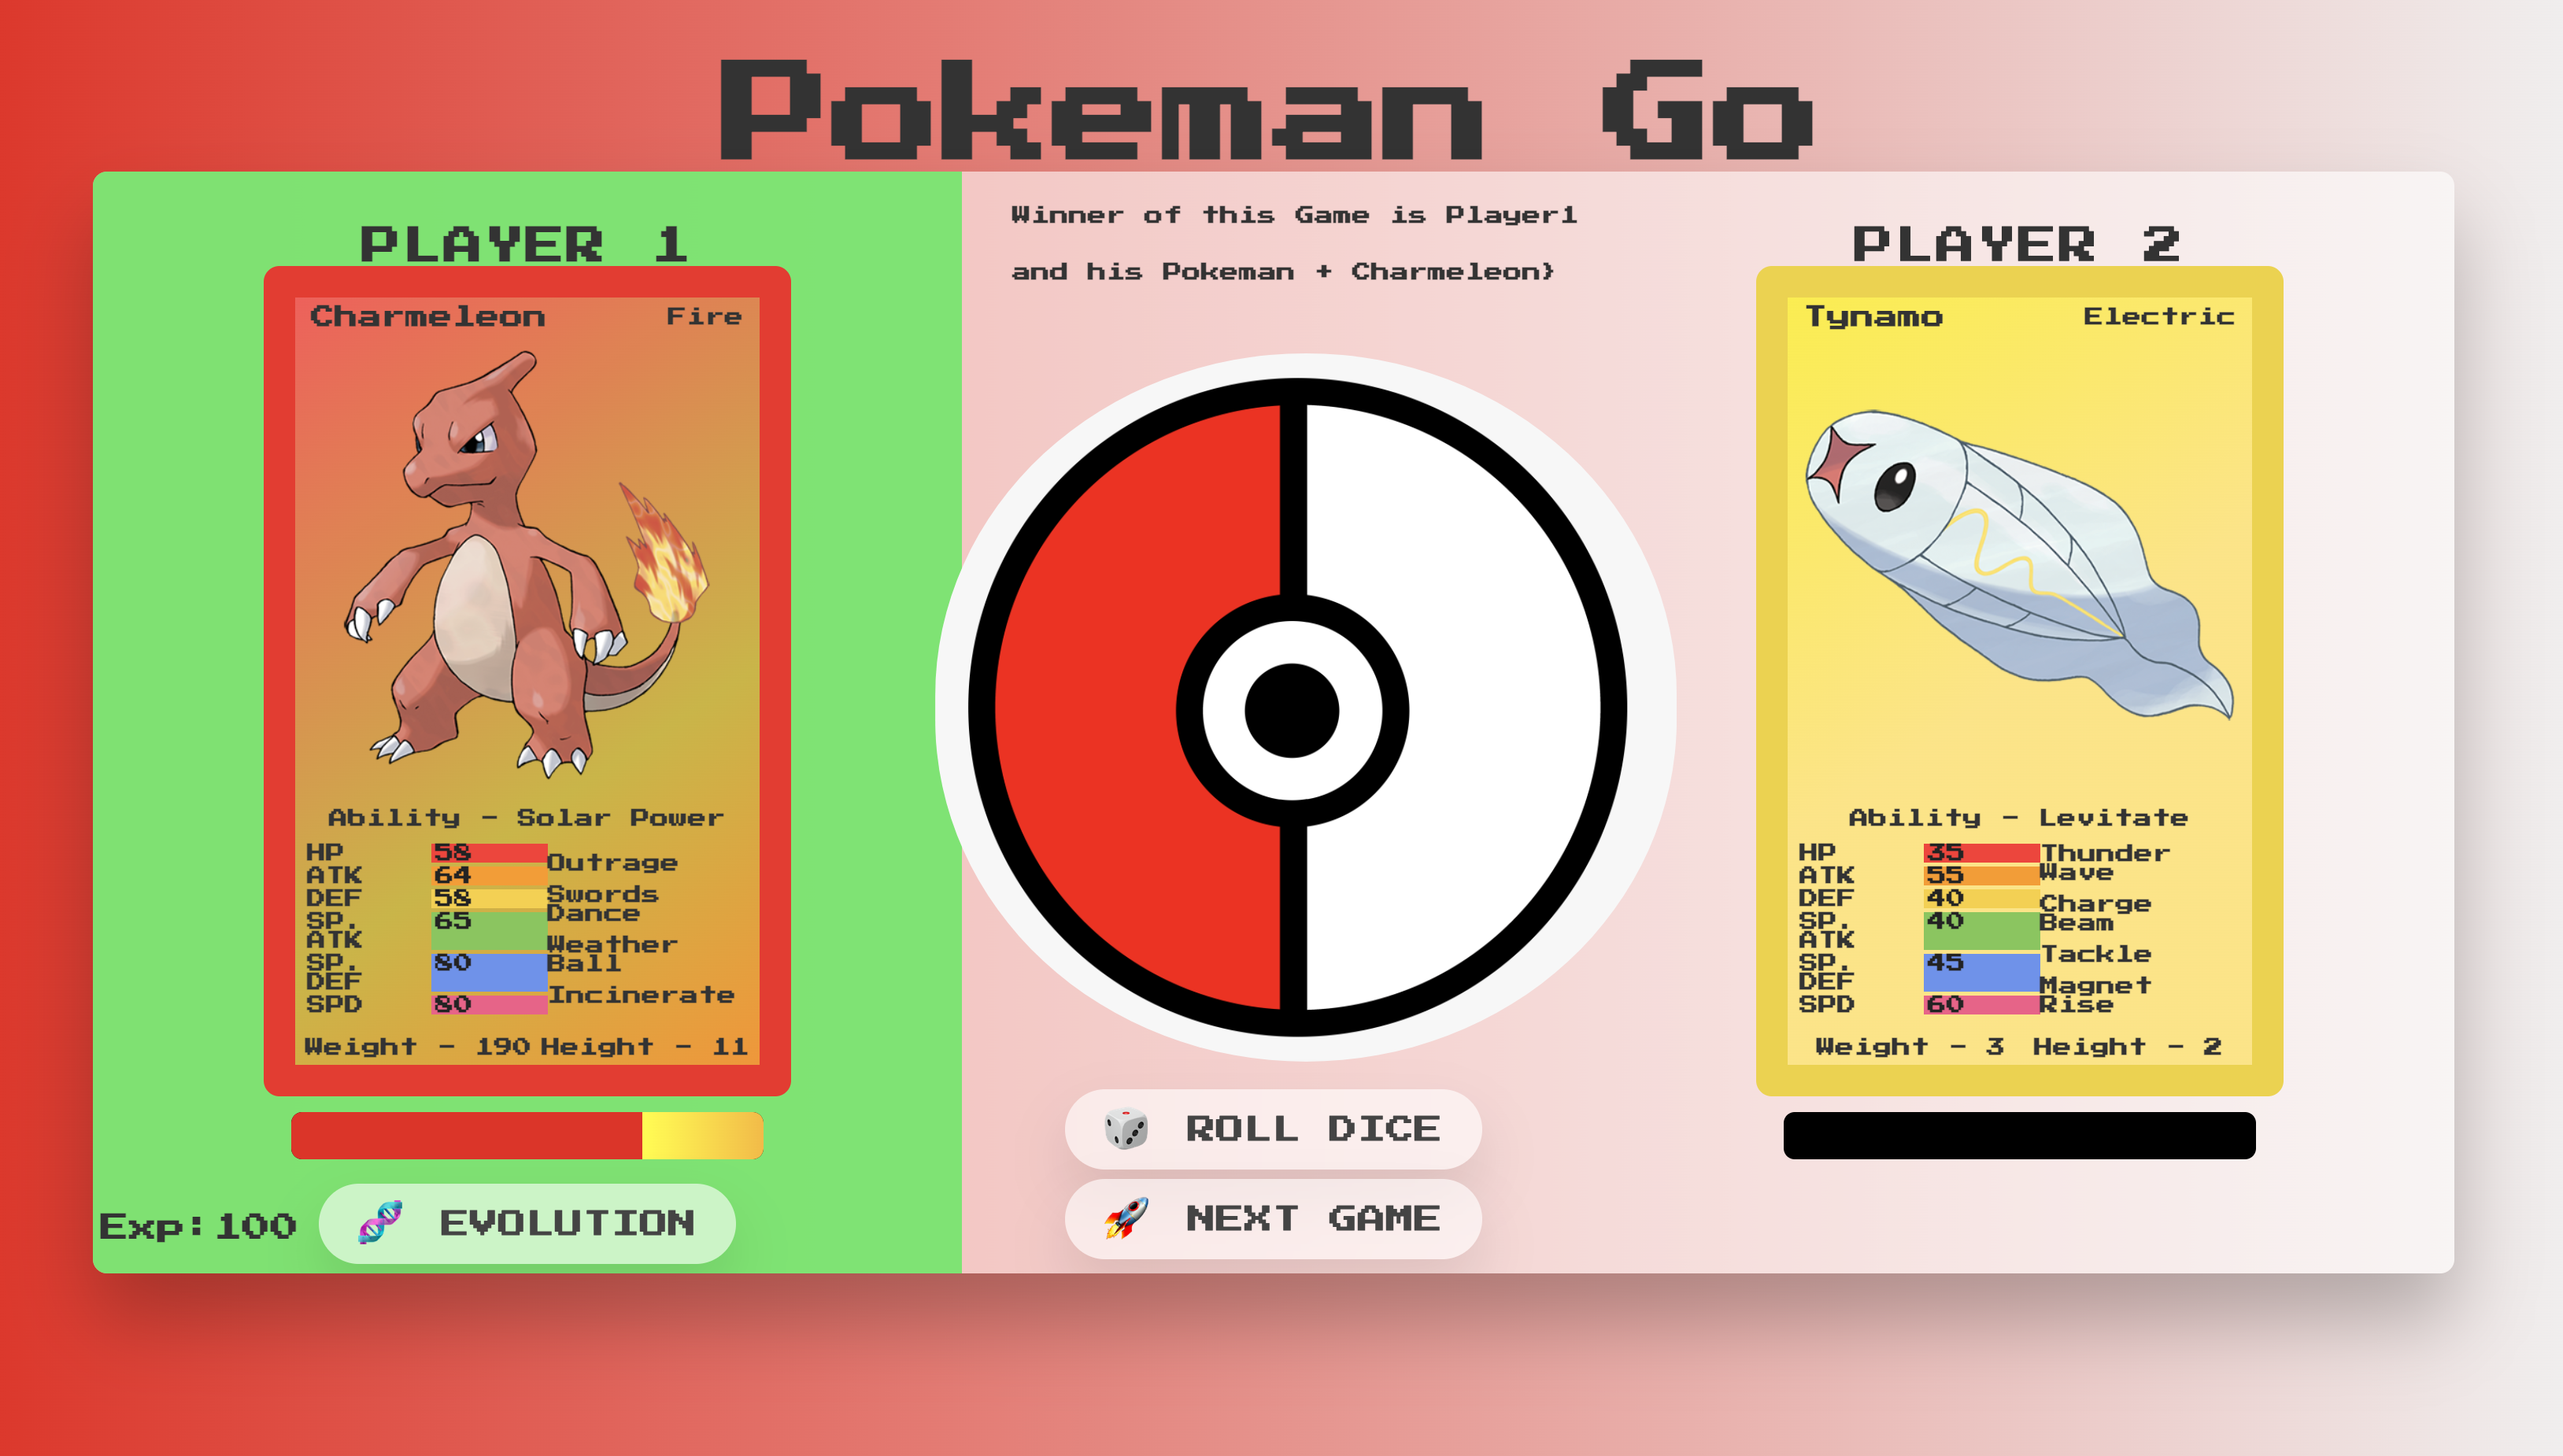 Pokeman Go
PLAYER 1
Charmeleon Fire
Ability - Solar Power
HP 58
ATK 64
DEF 58
SP. 65
ATK
SP. 80
DEF
SPD 80
Outrage
Swords
Dance
Weather
Ball
Incinerate
Weight - 190 Height - 11
Exp:100
EVOLUTION
Winner of this Game is Player1
and his Pokeman + Charmeleon}
ROLL DICE
NEXT GAME
PLAYER 2
Tynamo Electric
Ability - Levitate
HP 35
ATK 55
DEF 40
SP. 40
ATK
SP. 45
DEF
SPD 60
Thunder
Wave
Charge
Beam
Tackle
Magnet
Rise
Weight - 3 Height - 2